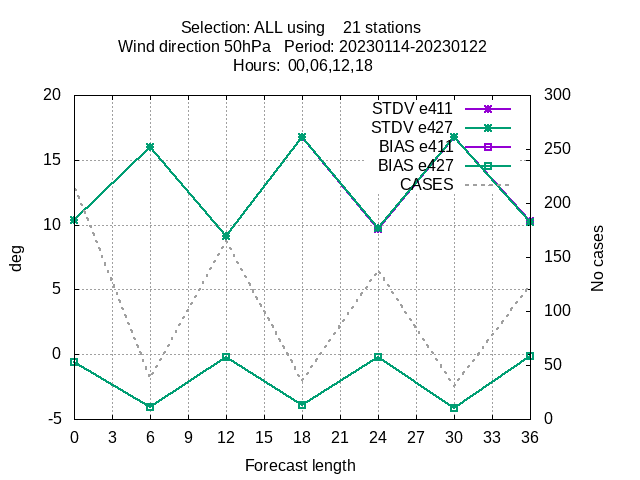 Selection: ALL using    21 stations
Wind direction 50hPa   Period: 20230114-20230122
Hours:  00,06,12,18
20
15
10
5
0
-5
deg
300
250
200
150
100
50
0
No cases
STDV e411
STDV e427
BIAS e411
BIAS e427
CASES
0 3 6 9 12 15 18 21 24 27 30 33 36
Forecast length